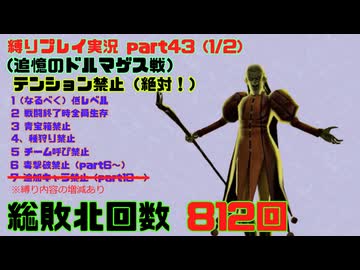 縛りプレイ実況 part43 (1/2)
(追憶のドルマゲス戦)
テンション禁止 (絶対!)
1 (なるべく) 低レベル
2 戦闘終了時全員生存
3 青宝箱禁止
4、種狩り禁止
5 チーム呼び禁止
6 毒撃破禁止 (part6~)
7 追加キャラ禁止 (part18~)
※縛り内容の増減あり
総敗北回数 812回